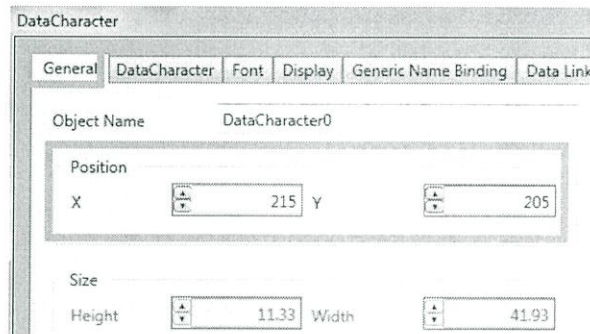 DataCharacter
General DataCharacter Font Display Generic Name Binding Data Link
Object Name DataCharacter0
Position
X 215 Y 205
Size
Height 11.33 Width 41.93